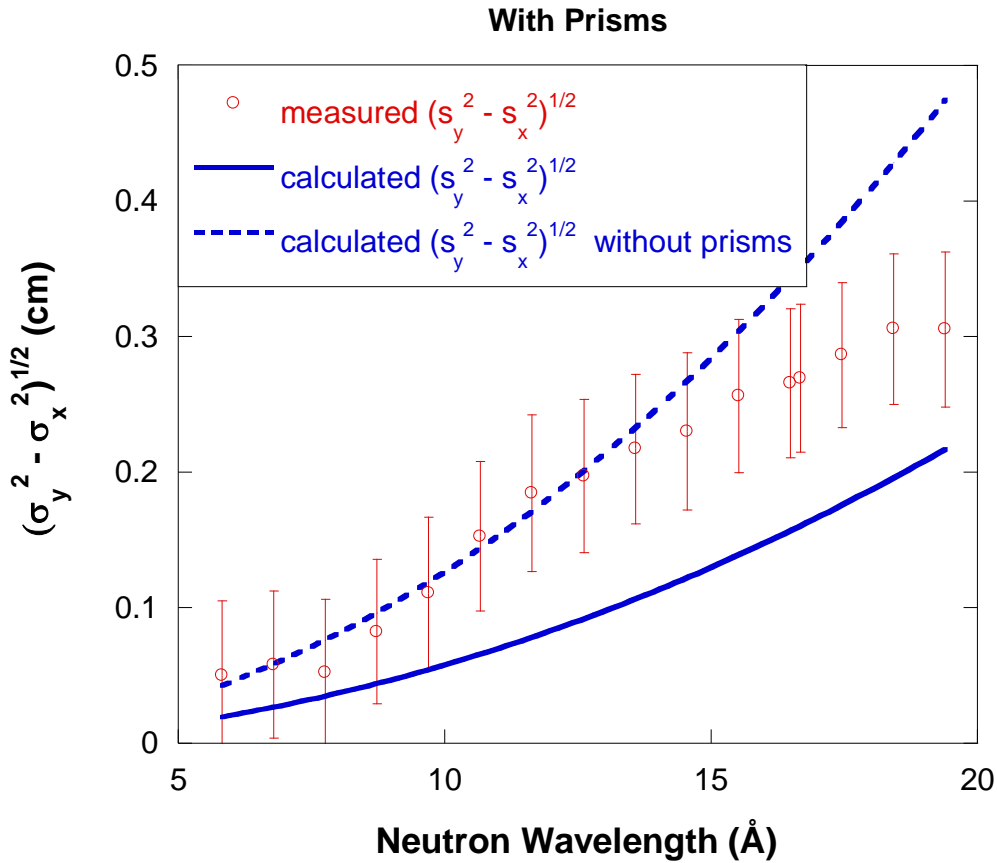 With Prisms
0.5
0.4
0.3
0.2
0.1
0
measured (s_y^2 - s_x^2)^1/2
calculated (s_y^2 - s_x^2)^1/2
calculated (s_y^2 - s_x^2)^1/2 without prisms
(σ_y^2 - σ_x^2)^1/2 (cm)
5 10 15 20
Neutron Wavelength (Å)